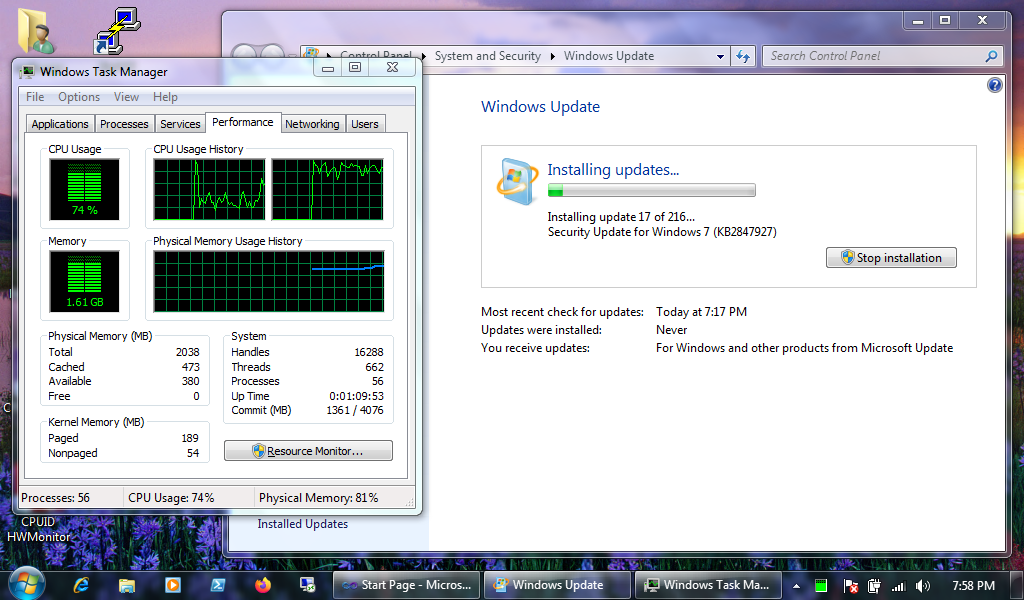 Control Panel
System and Security
Windows Update
Search Control Panel
Windows Task Manager
File Options View Help
Applications Processes Services Performance Networking Users
CPU Usage
CPU Usage History
74 %
Memory
Physical Memory Usage History
1.61 GB
Physical Memory (MB)
Total 2038
Cached 473
Available 380
Free 0
System
Handles 16288
Threads 662
Processes 56
Up Time 0:01:09:53
Commit (MB) 1361 / 4076
Kernel Memory (MB)
Paged 189
Nonpaged 54
Resource Monitor...
Processes: 56 CPU Usage: 74% Physical Memory: 81%
Windows Update
Installing updates...
Installing update 17 of 216...
Security Update for Windows 7 (KB2847927)
Stop installation
Most recent check for updates: Today at 7:17 PM
Updates were installed: Never
You receive updates: For Windows and other products from Microsoft Update
Installed Updates
CPUID
HWMonitor
Start Page - Micros...
Windows Update
Windows Task Ma...
7:58 PM